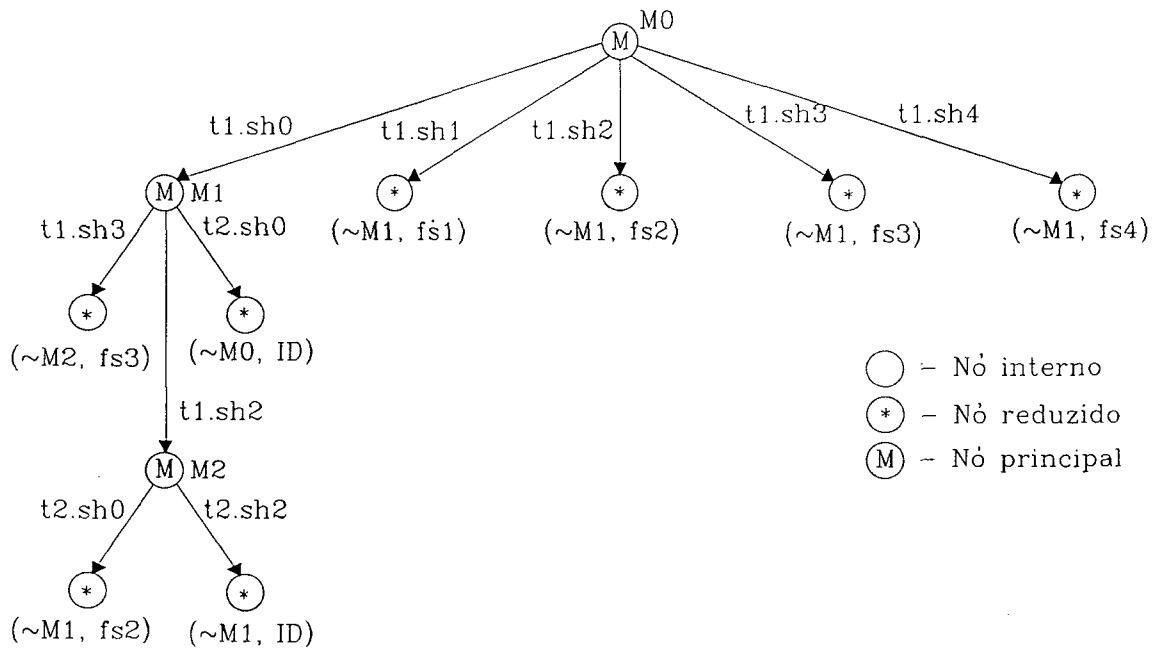 M0
M
t1.sh0
t1.sh1
t1.sh2
t1.sh3
t1.sh4
M M1
*
*
*
*
(~M1, fs1)
(~M1, fs2)
(~M1, fs3)
(~M1, fs4)
t1.sh3
t2.sh0
*
*
(~M2, fs3)
(~M0, ID)
t1.sh2
M M2
t2.sh0
t2.sh2
*
*
(~M1, fs2)
(~M1, ID)
– Nó interno
* – Nó reduzido
M – Nó principal